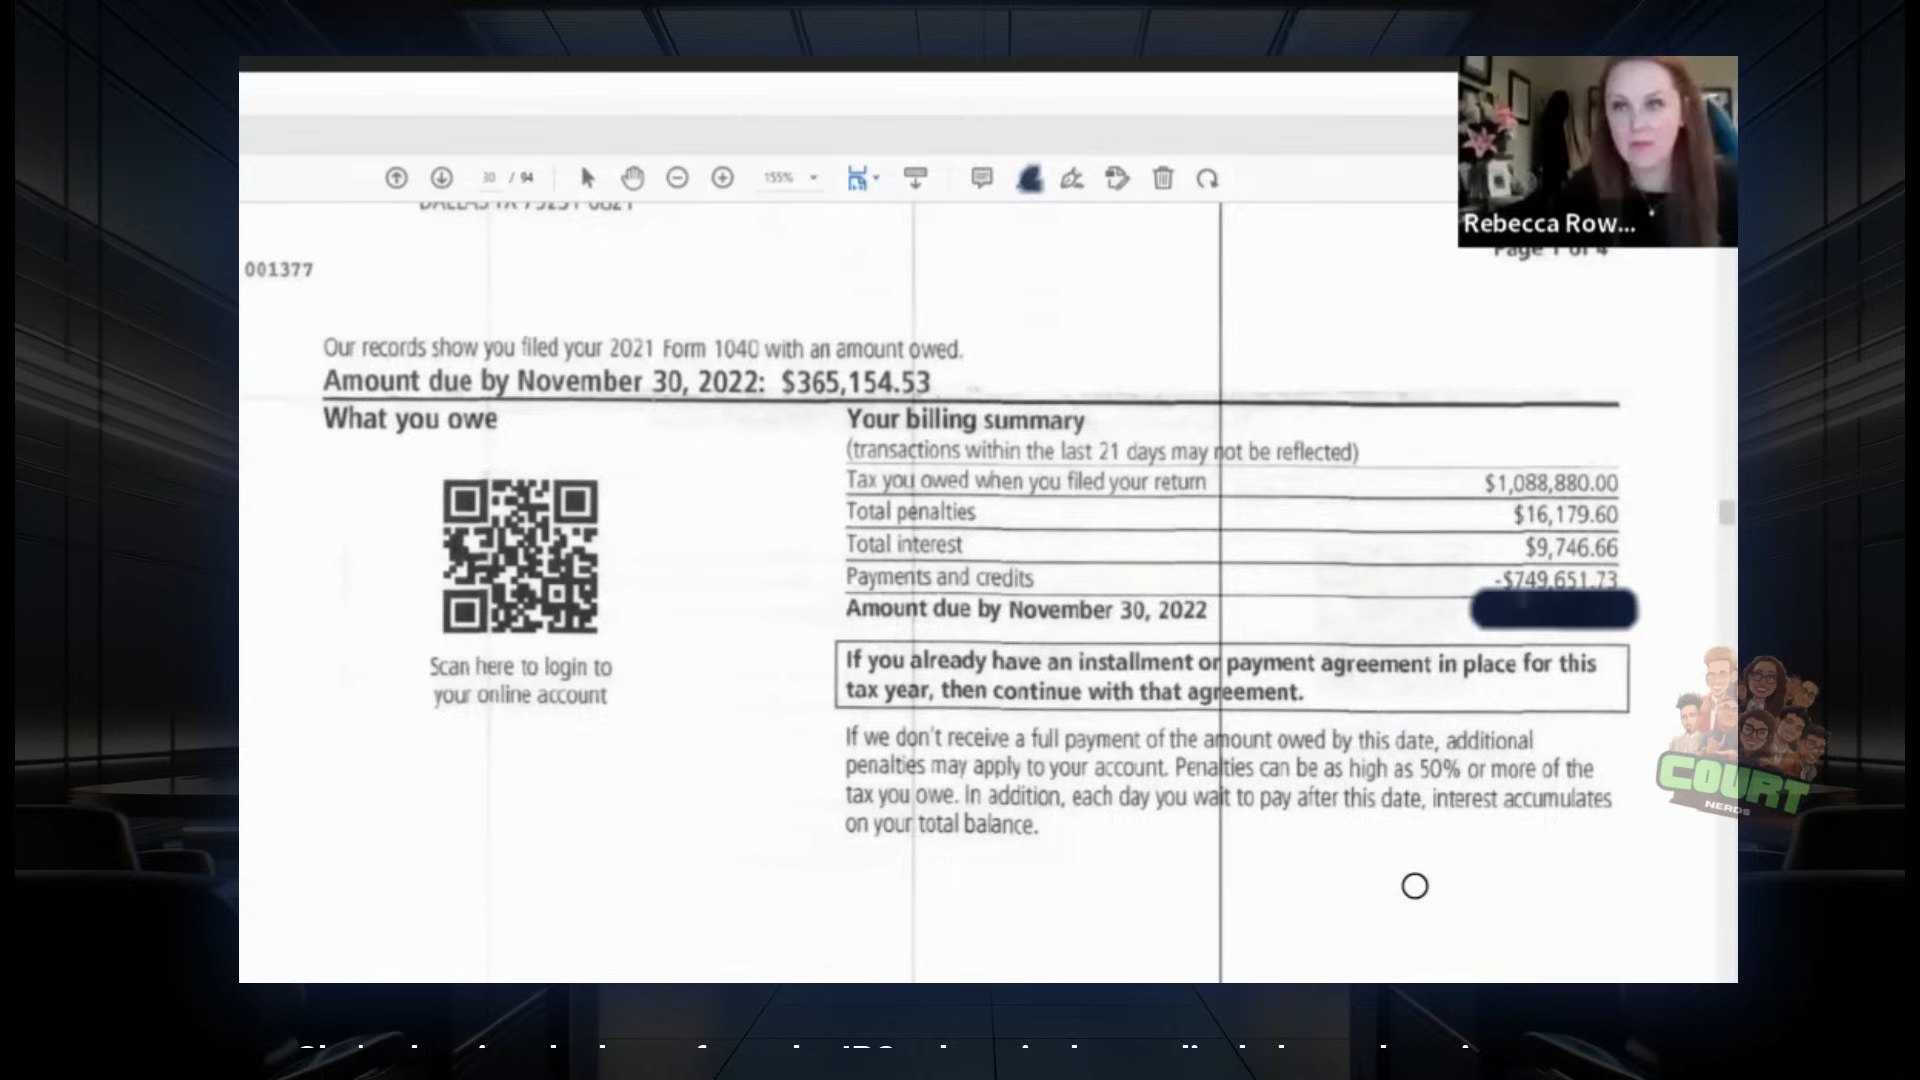 30 / 94
155%
DALLAS TX 75231-0821
Rebecca Row...
Page 1 of 4
001377
Our records show you filed your 2021 Form 1040 with an amount owed.
Amount due by November 30, 2022: $365,154.53
What you owe
Your billing summary
(transactions within the last 21 days may not be reflected)
Tax you owed when you filed your return $1,088,880.00
Total penalties $16,179.60
Total interest $9,746.66
Payments and credits -$749,651.73
Amount due by November 30, 2022
Scan here to login to
your online account
If you already have an installment or payment agreement in place for this
tax year, then continue with that agreement.
If we don't receive a full payment of the amount owed by this date, additional
penalties may apply to your account. Penalties can be as high as 50% or more of the
tax you owe. In addition, each day you wait to pay after this date, interest accumulates
on your total balance.
COURT
NERDS